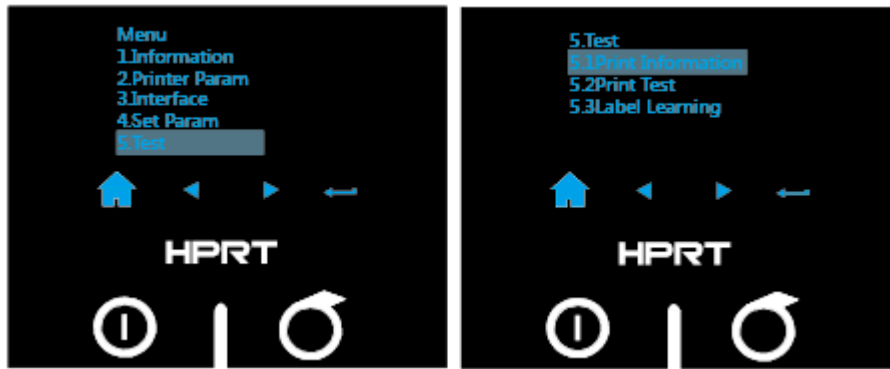 Menu
1.Information
2.Printer Param
3.Interface
4.Set Param
5.Test
HPRT
5.Test
5.1Print Information
5.2Print Test
5.3Label Learning
HPRT